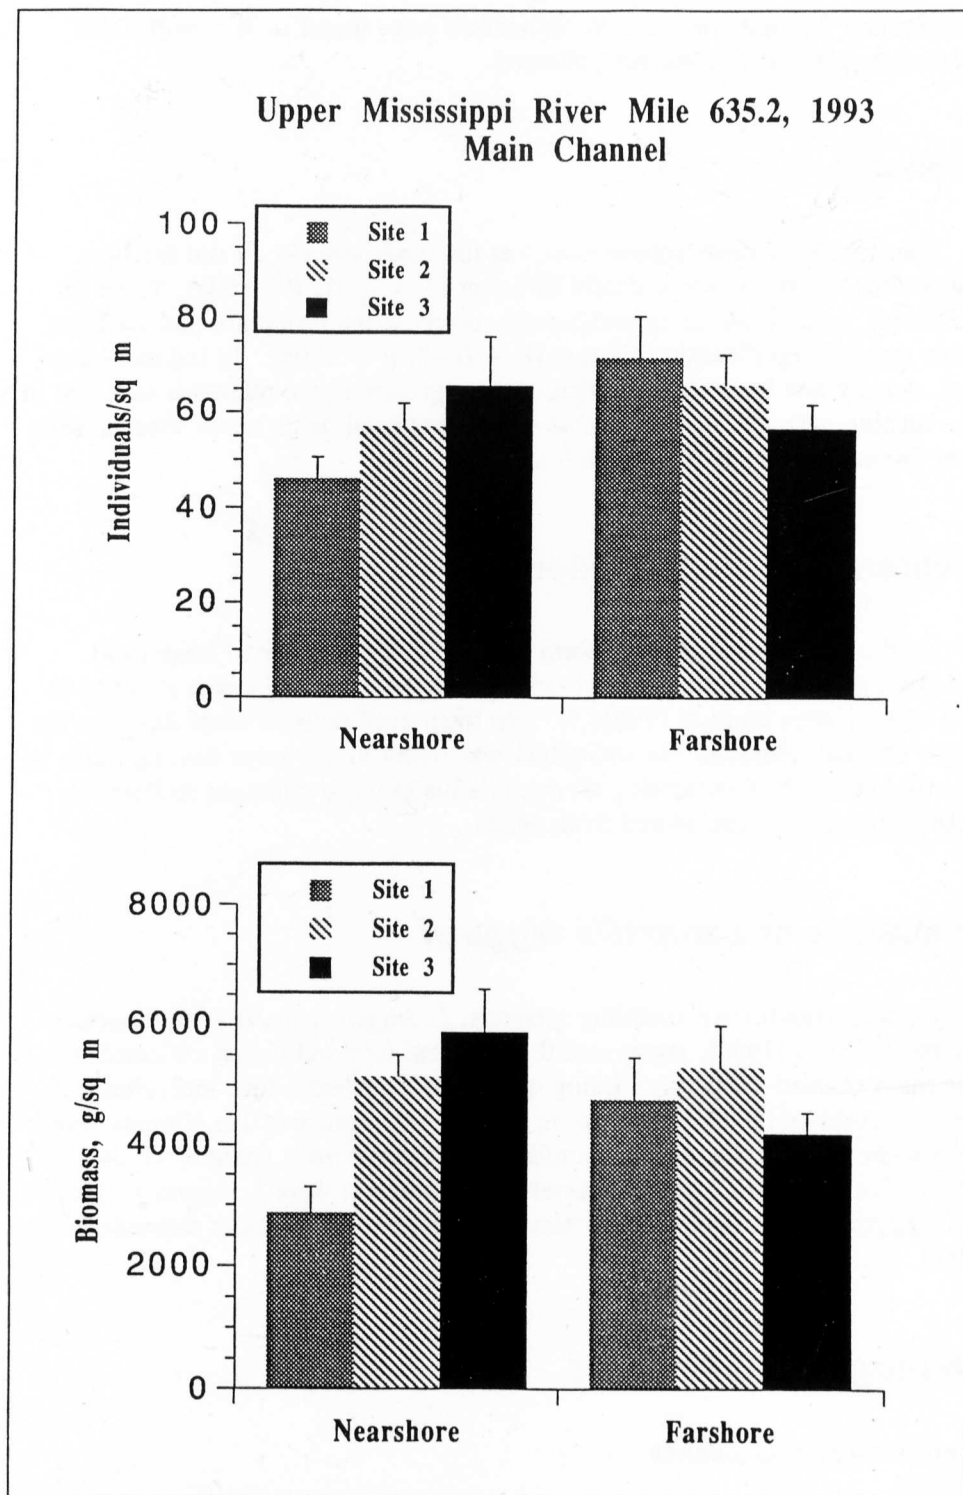 Upper Mississippi River Mile 635.2, 1993
Main Channel
Individuals/sq m
100
80
60
40
20
0
Site 1
Site 2
Site 3
Nearshore
Farshore
Biomass, g/sq m
8000
6000
4000
2000
0
Site 1
Site 2
Site 3
Nearshore
Farshore